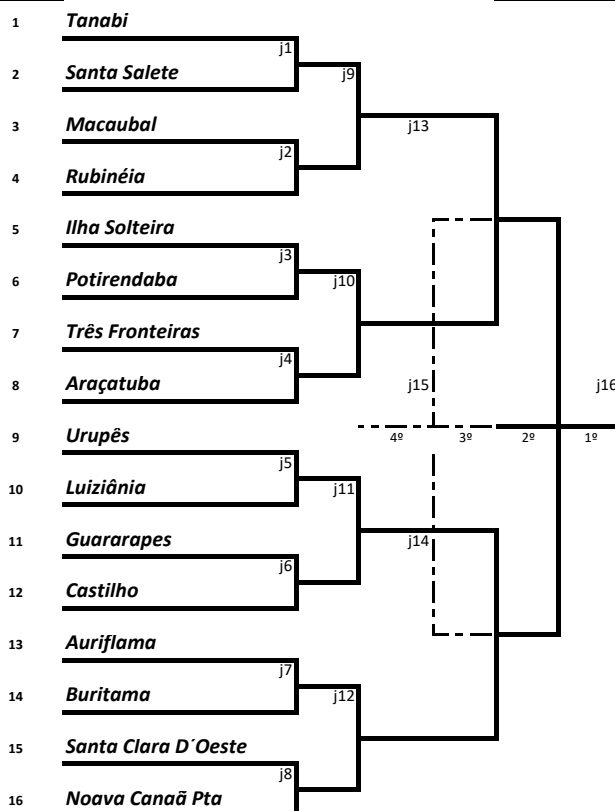 1 Tanabi
j1
2 Santa Salete
j9
3 Macaubal
j13
j2
4 Rubinéia
5 Ilha Solteira
j3
6 Potirendaba
j10
7 Três Fronteiras
j4
8 Araçatuba
j15
j16
9 Urupês
4º 3º 2º 1º
j5
10 Luiziânia
j11
11 Guararapes
j14
j6
12 Castilho
13 Auriflama
j7
14 Buritama
j12
15 Santa Clara D´Oeste
j8
16 Noava Canaã Pta